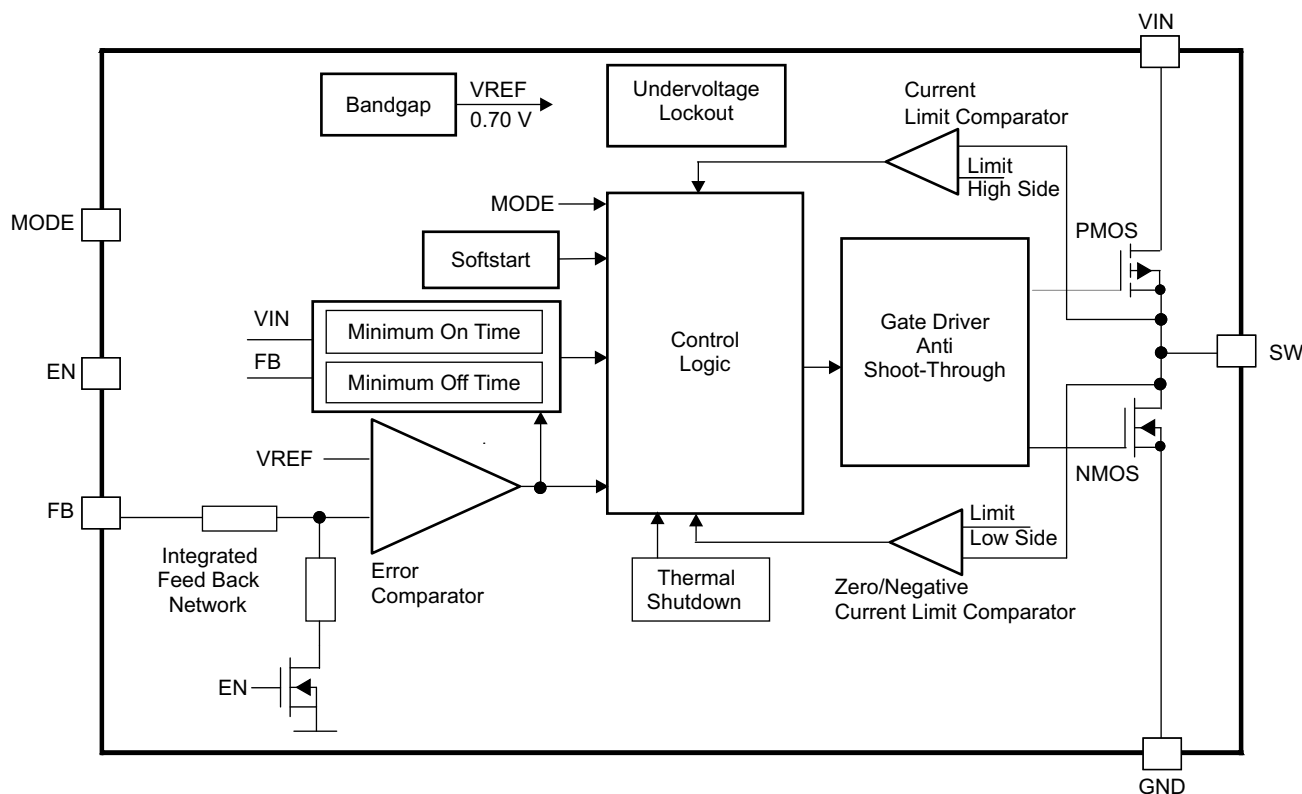 VIN
Bandgap
VREF
0.70 V
Undervoltage
Lockout
Current
Limit Comparator
Limit
High Side
MODE
MODE
PMOS
Softstart
VIN
Minimum On Time
FB
Minimum Off Time
Control
Logic
Gate Driver
Anti
Shoot-Through
SW
EN
VREF
NMOS
FB
Integrated
Feed Back
Network
Error
Comparator
Limit
Low Side
Thermal
Shutdown
Zero/Negative
Current Limit Comparator
EN
GND